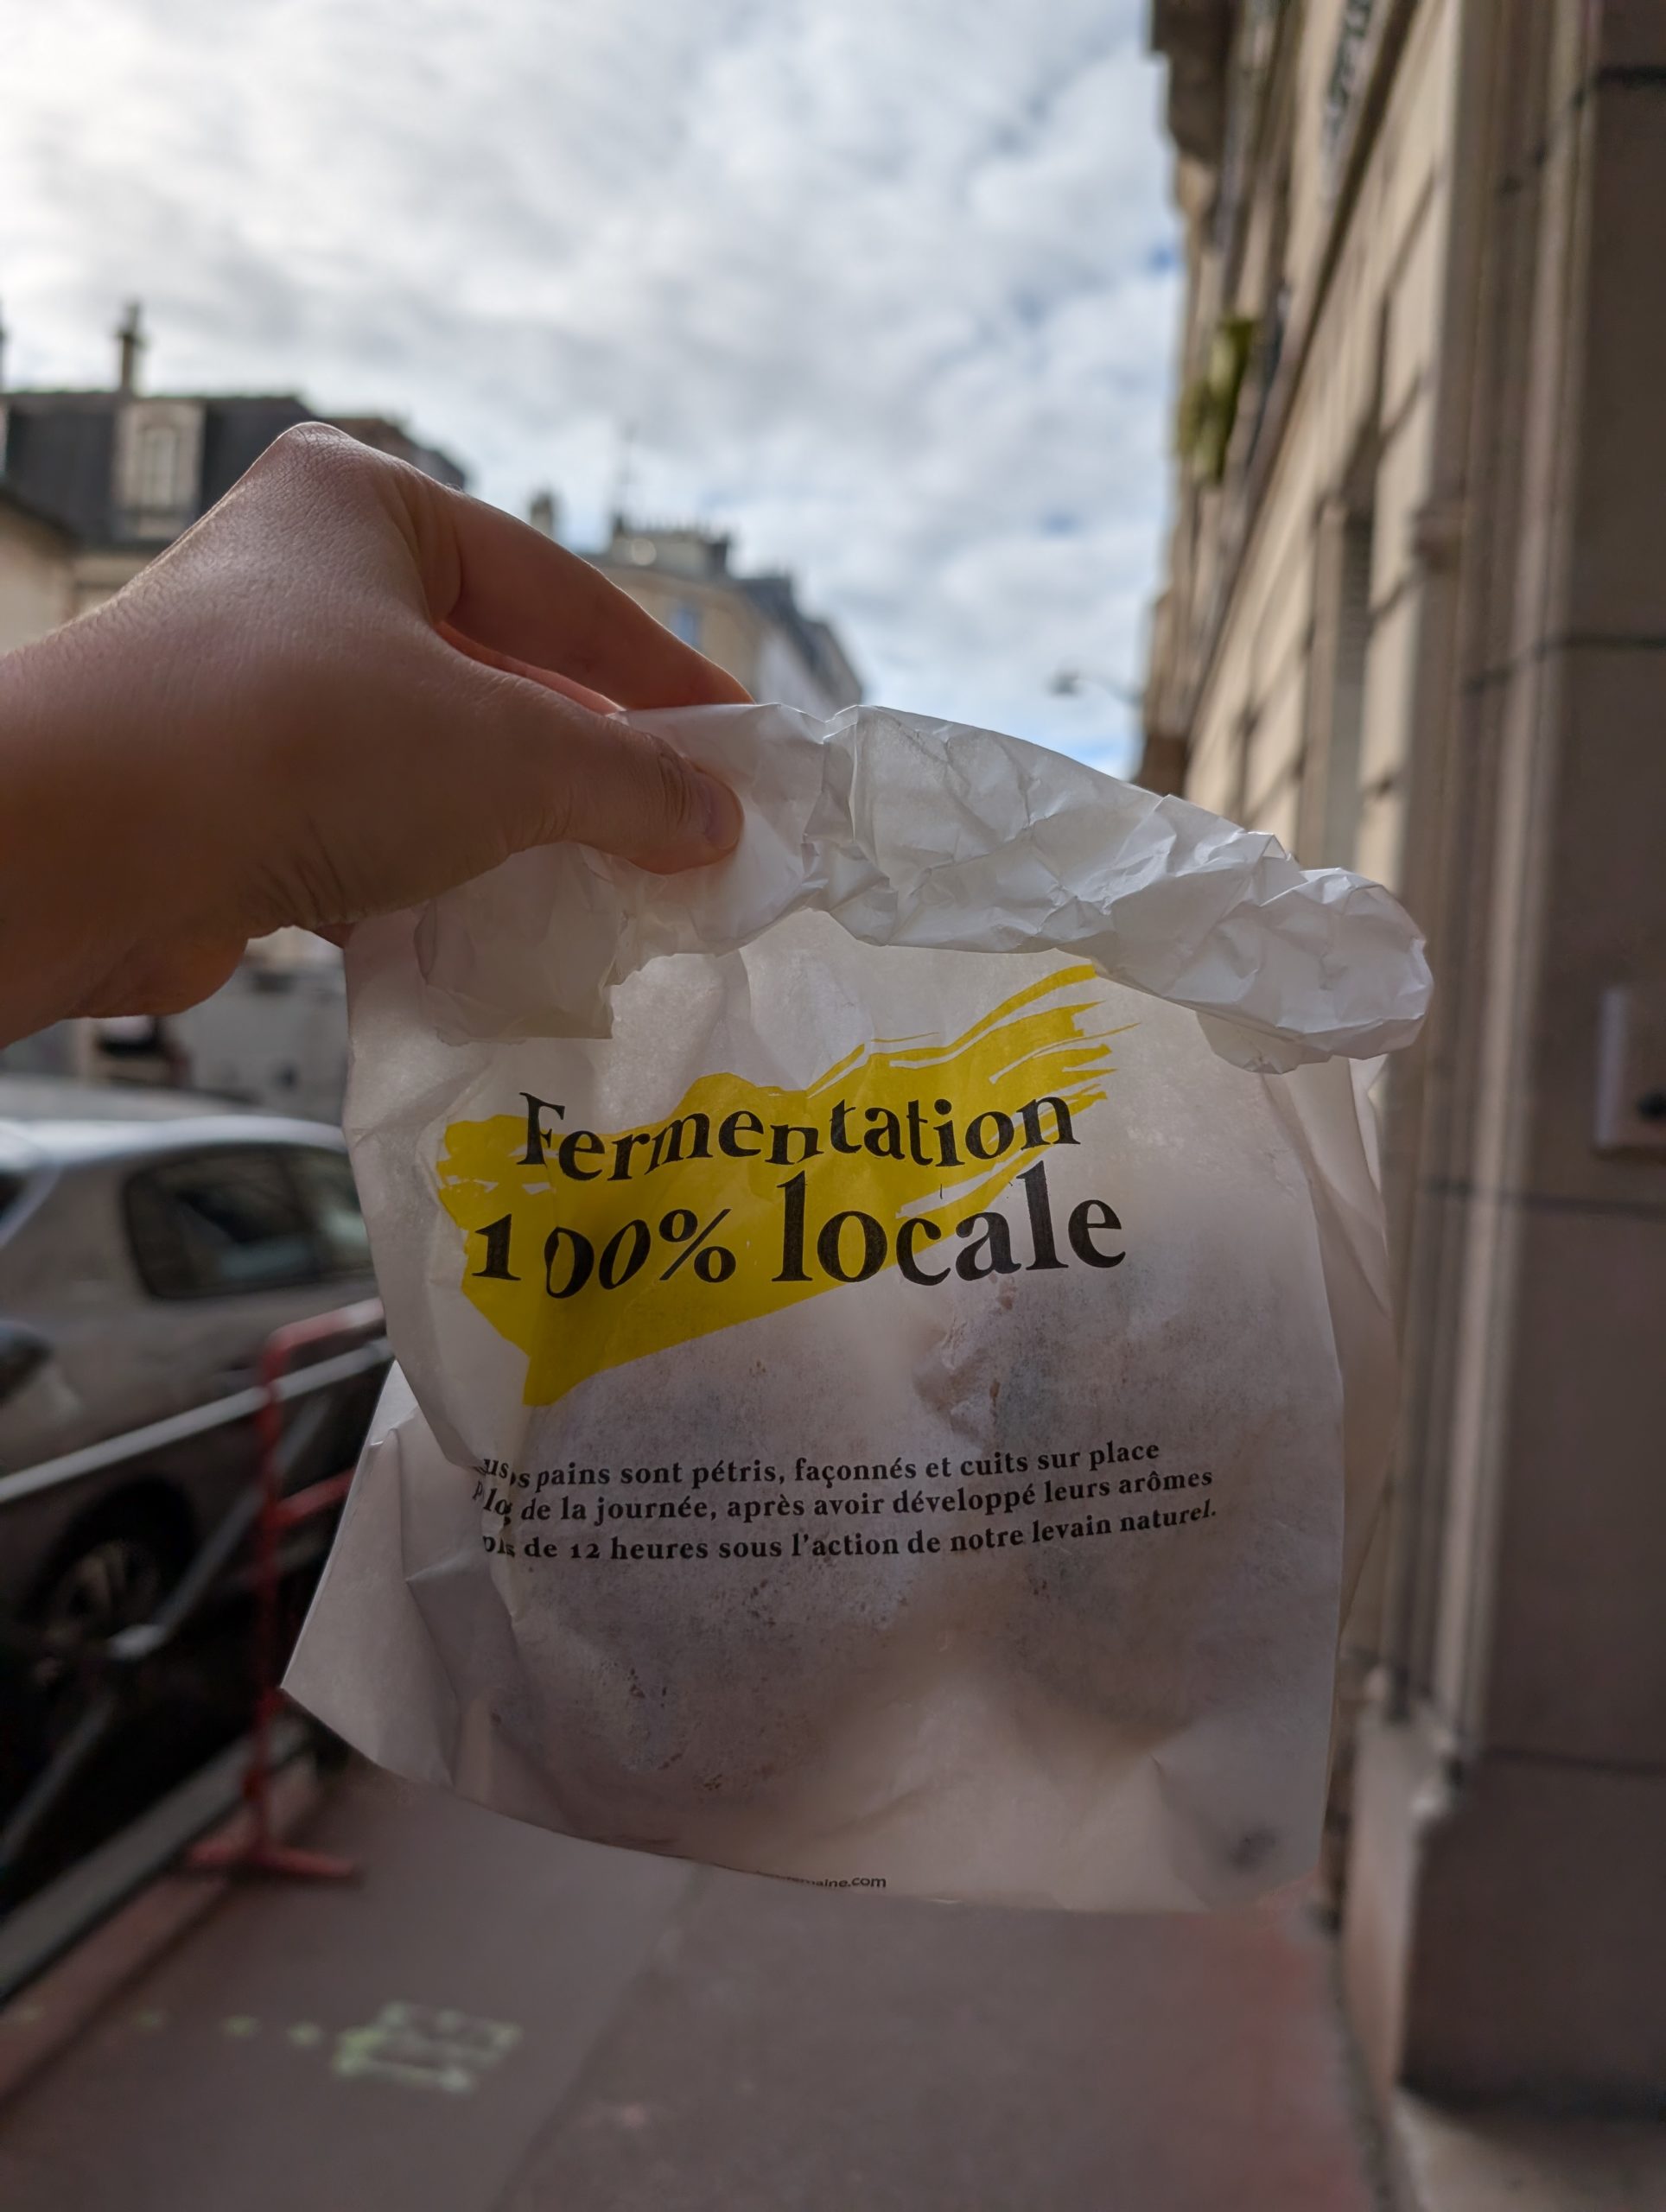 Fermentation
100% locale
pains sont pétris, façonnés et cuits sur place
de la journée, après avoir développé leurs arômes
de 12 heures sous l'action de notre levain naturel.
.com